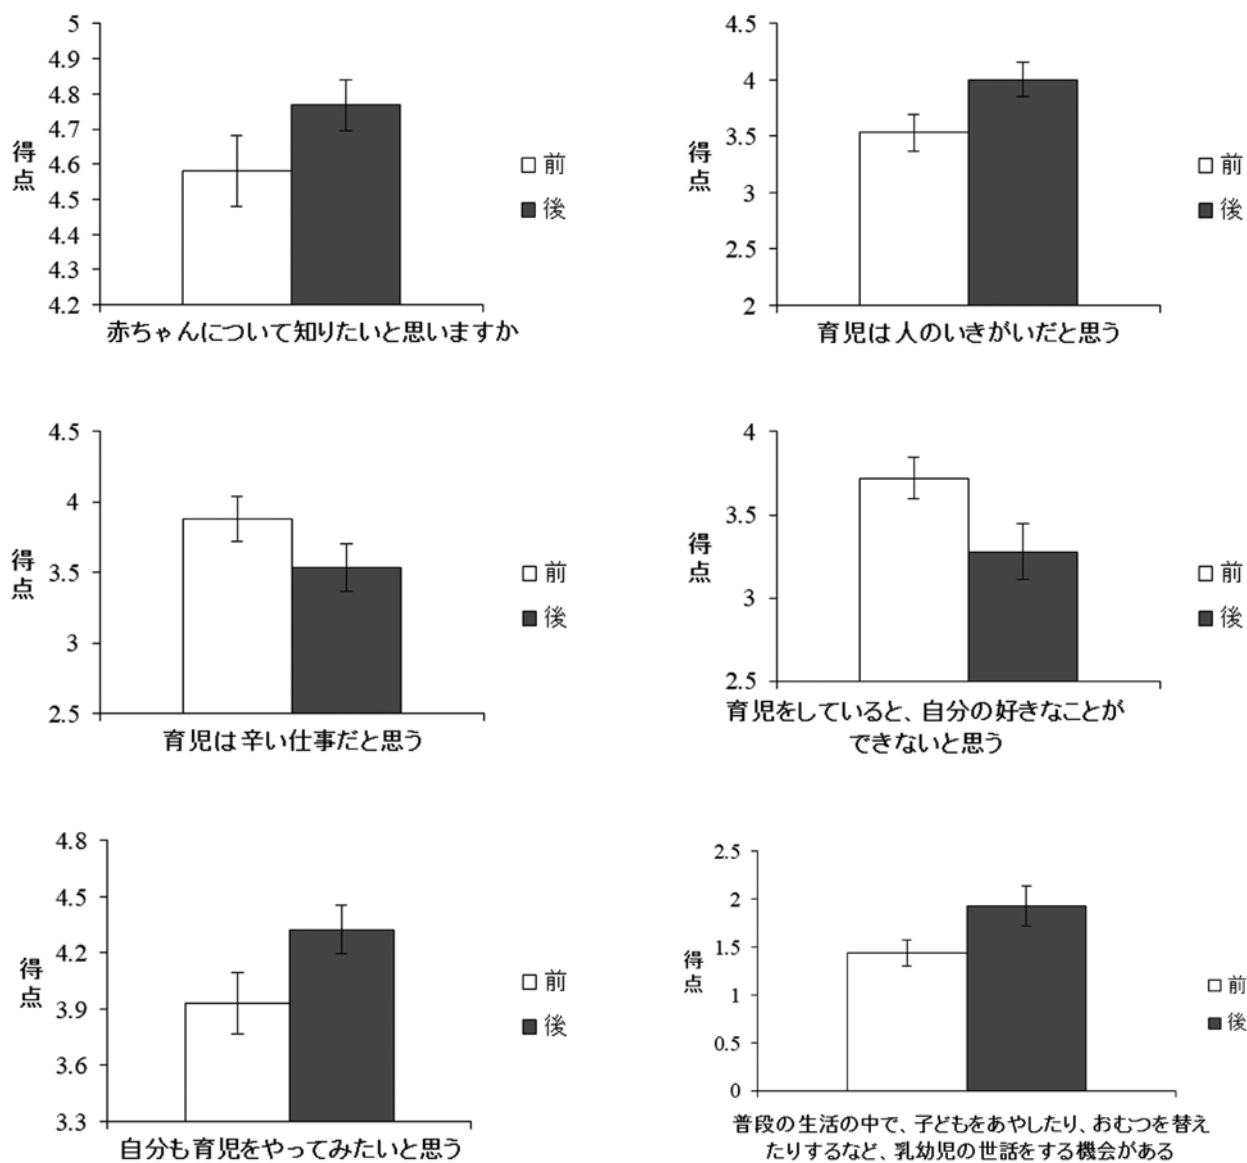 5
4.9
4.8
4.7
4.6
4.5
4.4
4.3
4.2
得点
前
後
赤ちゃんについて知りたいと思いますか
4.5
4
3.5
3
2.5
2
得点
前
後
育児は人のいきがいだと思う
4.5
4
3.5
3
2.5
得点
前
後
育児は辛い仕事だと思う
4
3.5
3
2.5
得点
前
後
育児をしていると、自分の好きなことが
できないと思う
4.8
4.5
4.2
3.9
3.6
3.3
得点
前
後
自分も育児をやってみたいと思う
2.5
2
1.5
1
0.5
0
得点
前
後
普段の生活の中で、子どもをあやしたり、おむつを替え
たりするなど、乳幼児の世話をする機会がある